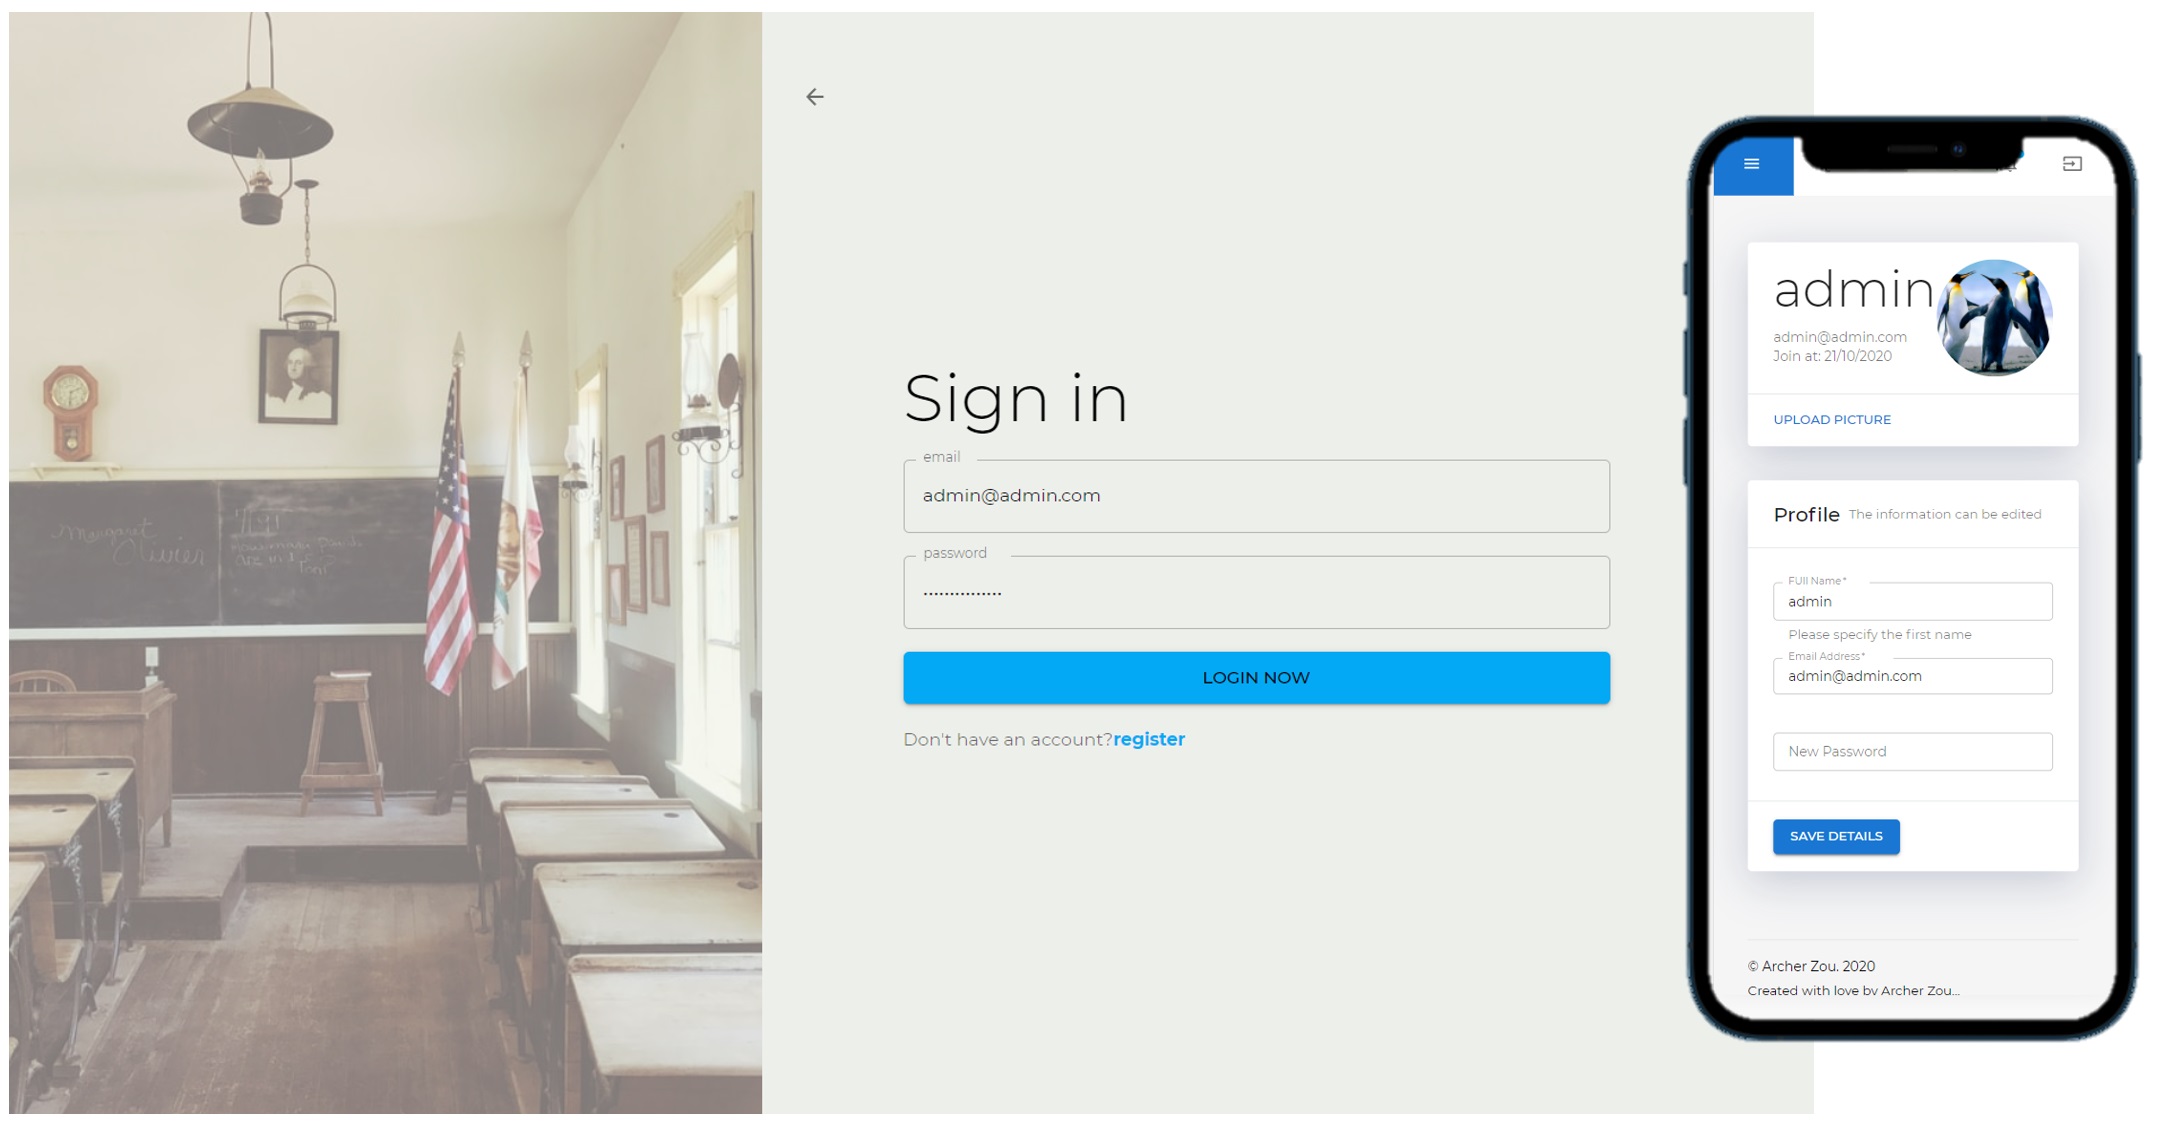 Margaret
Olivier
Sign in
email
admin@admin.com
password
...............
LOGIN NOW
Don't have an account?register
admin
admin@admin.com
Join at: 21/10/2020
UPLOAD PICTURE
Profile The information can be edited
FUll Name*
admin
Please specify the first name
Email Address*
admin@admin.com
New Password
SAVE DETAILS
© Archer Zou. 2020
Created with love by Archer Zou...